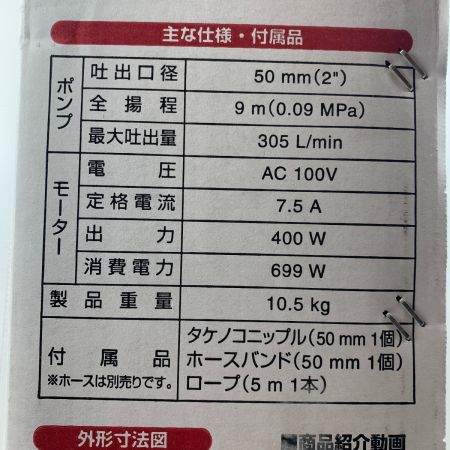 主な仕様・付属品
ポンプ
吐出口径 50 mm(2")
全揚程 9 m(0.09 MPa)
最大吐出量 305 L/min
モーター
電圧 AC 100V
定格電流 7.5 A
出力 400 W
消費電力 699 W
製品重量 10.5 kg
付属品
※ホースは別売りです。
タケノコニップル(50 mm 1個)
ホースバンド(50 mm 1個)
ロープ(5 m 1本)
外形寸法図
商品紹介動画